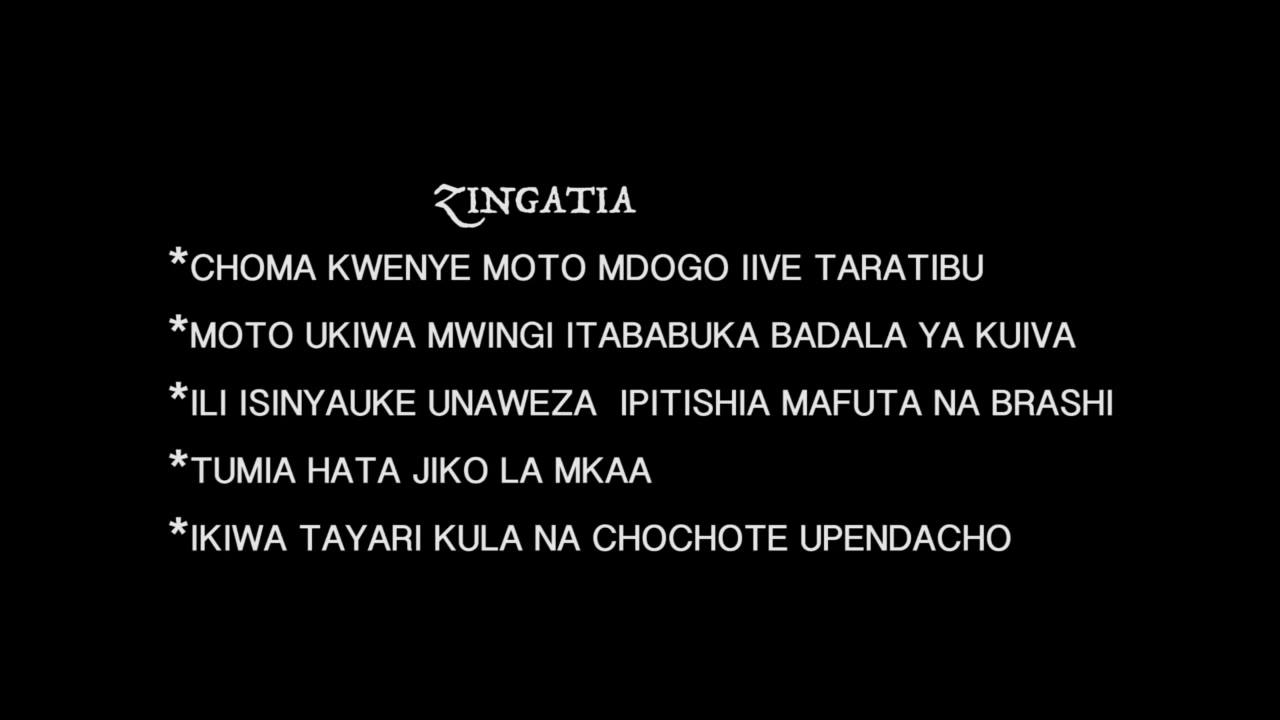 ZINGATIA
*CHOMA KWENYE MOTO MDOGO IIVE TARATIBU
*MOTO UKIWA MWINGI ITABABUKA BADALA YA KUIVA
*ILI ISINYAUKE UNAWEZA  IPITISHIA MAFUTA NA BRASHI
*TUMIA HATA JIKO LA MKAA
*IKIWA TAYARI KULA NA CHOCHOTE UPENDACHO